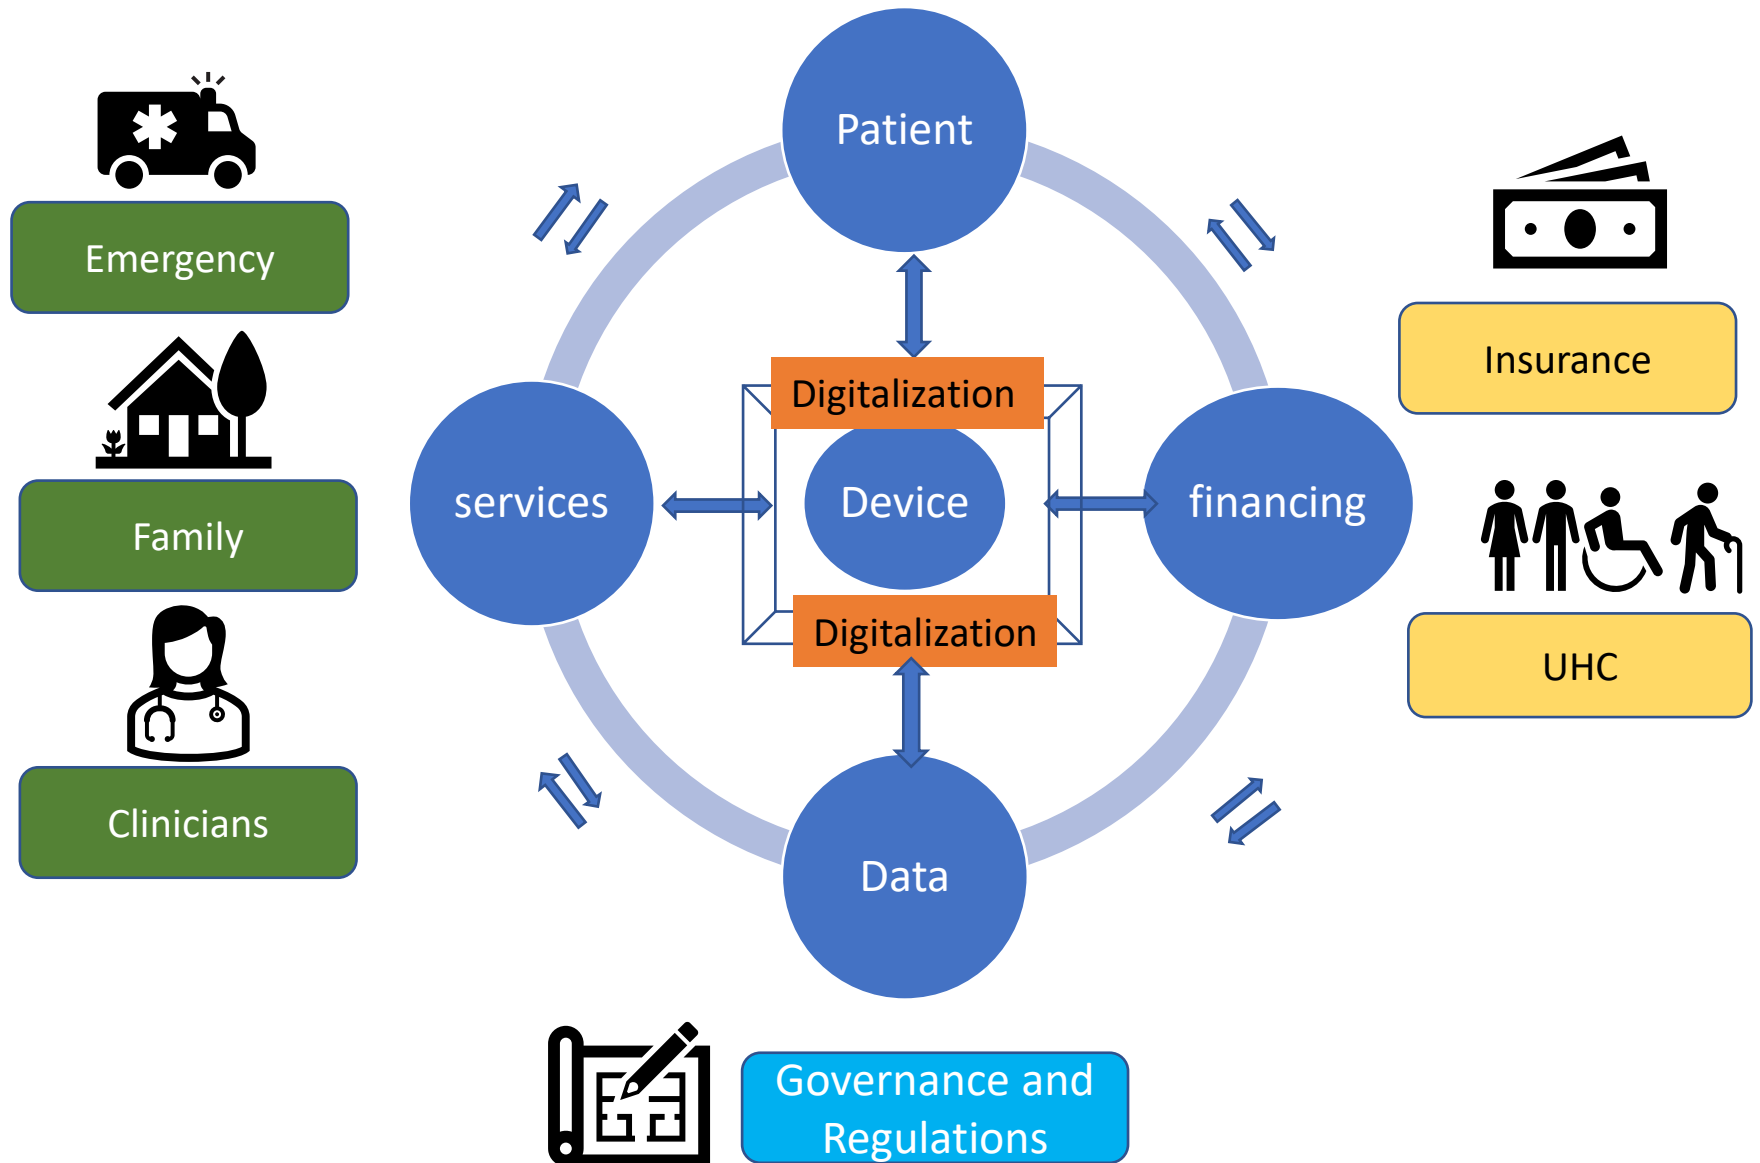 Patient
Emergency
Insurance
Digitalization
services
Device
financing
Family
Digitalization
UHC
Clinicians
Data
Governance and
Regulations